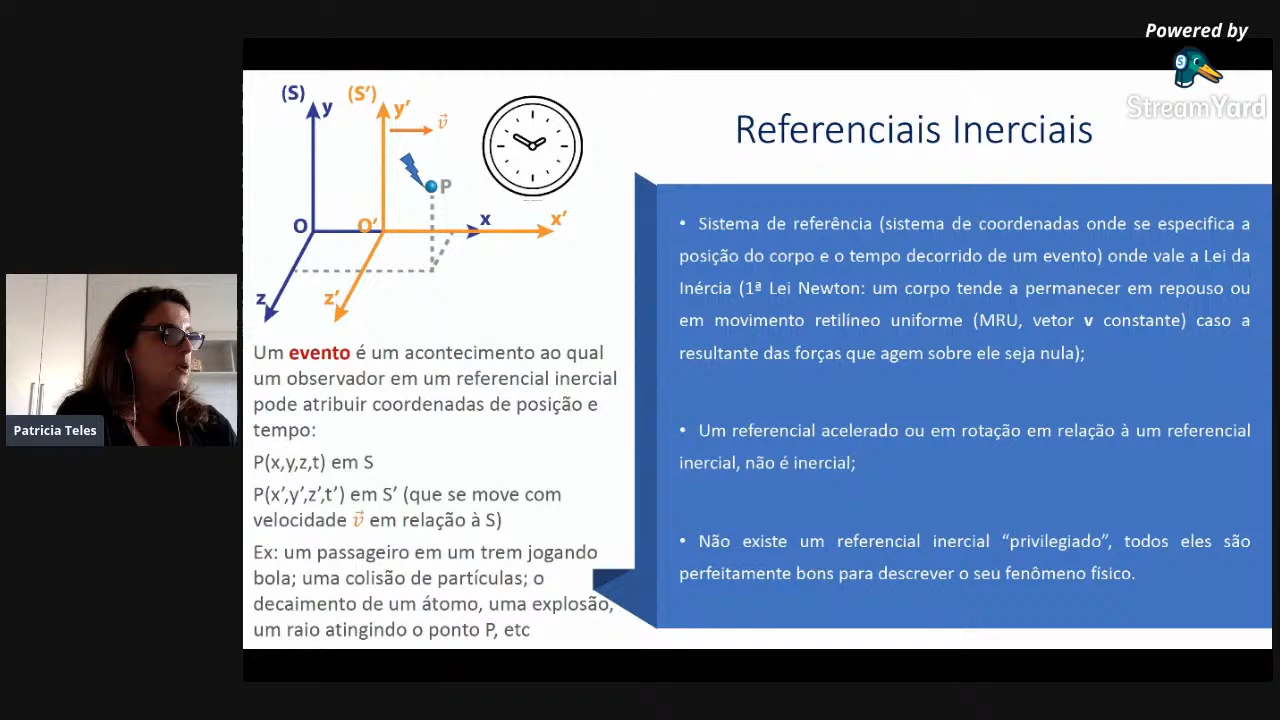 Powered by
StreamYard
(S)
y
(S’)
y’
v
P
O
O’
x
x’
z
z’
Referenciais Inerciais
Um evento é um acontecimento ao qual
um observador em um referencial inercial
pode atribuir coordenadas de posição e
tempo:
P(x,y,z,t) em S
P(x’,y’,z’,t’) em S’ (que se move com
velocidade v em relação à S)
Ex: um passageiro em um trem jogando
bola; uma colisão de partículas; o
decaimento de um átomo, uma explosão,
um raio atingindo o ponto P, etc
• Sistema de referência (sistema de coordenadas onde se especifica a
posição do corpo e o tempo decorrido de um evento) onde vale a Lei da
Inércia (1ª Lei Newton: um corpo tende a permanecer em repouso ou
em movimento retilíneo uniforme (MRU, vetor v constante) caso a
resultante das forças que agem sobre ele seja nula);
• Um referencial acelerado ou em rotação em relação à um referencial
inercial, não é inercial;
• Não existe um referencial inercial “privilegiado”, todos eles são
perfeitamente bons para descrever o seu fenômeno físico.
Patricia Teles